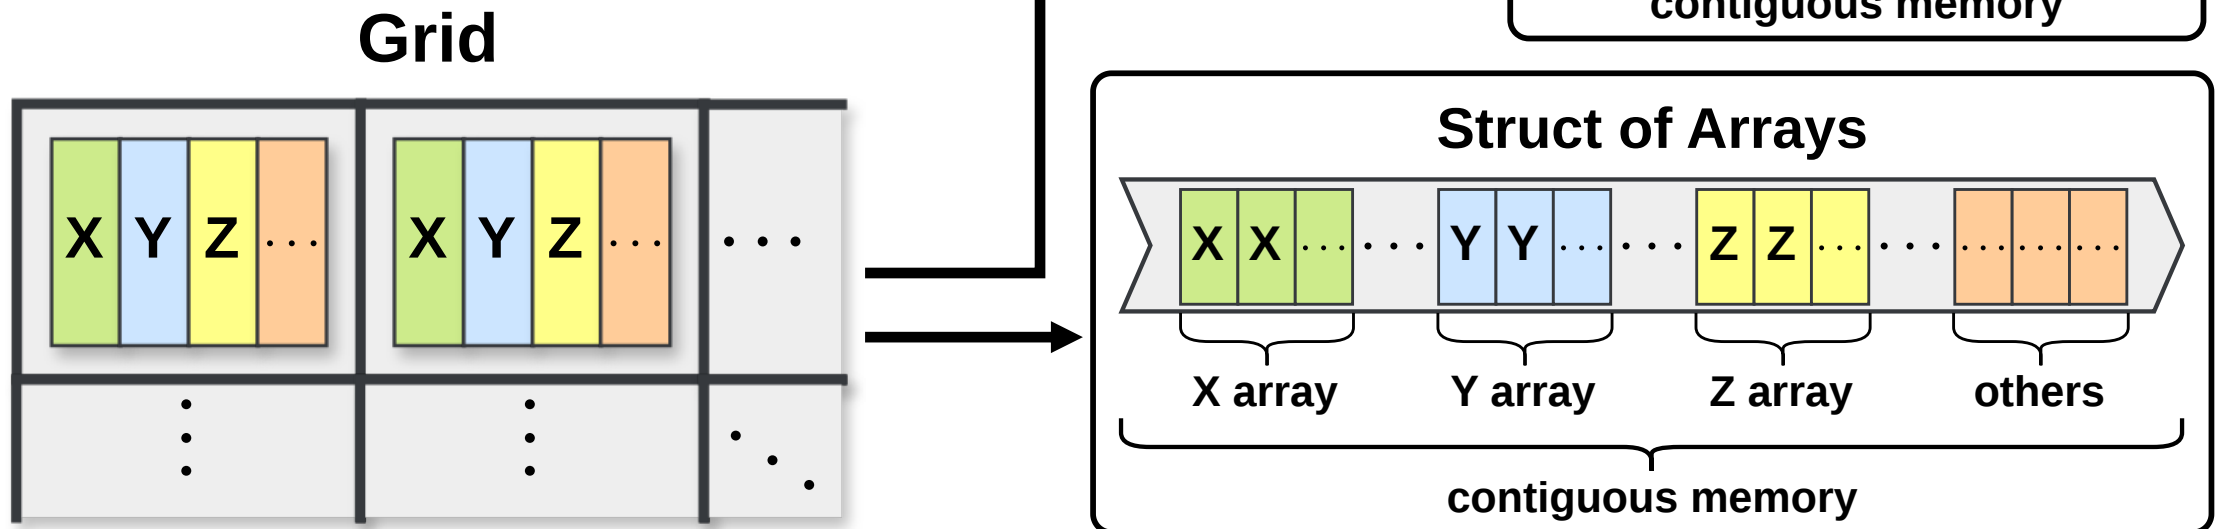 Grid
X Y Z ... X Y Z ... ...
contiguous memory
Struct of Arrays
X X ... ... Y Y ... ... Z Z ... ... ... ... ...
X array Y array Z array others
contiguous memory